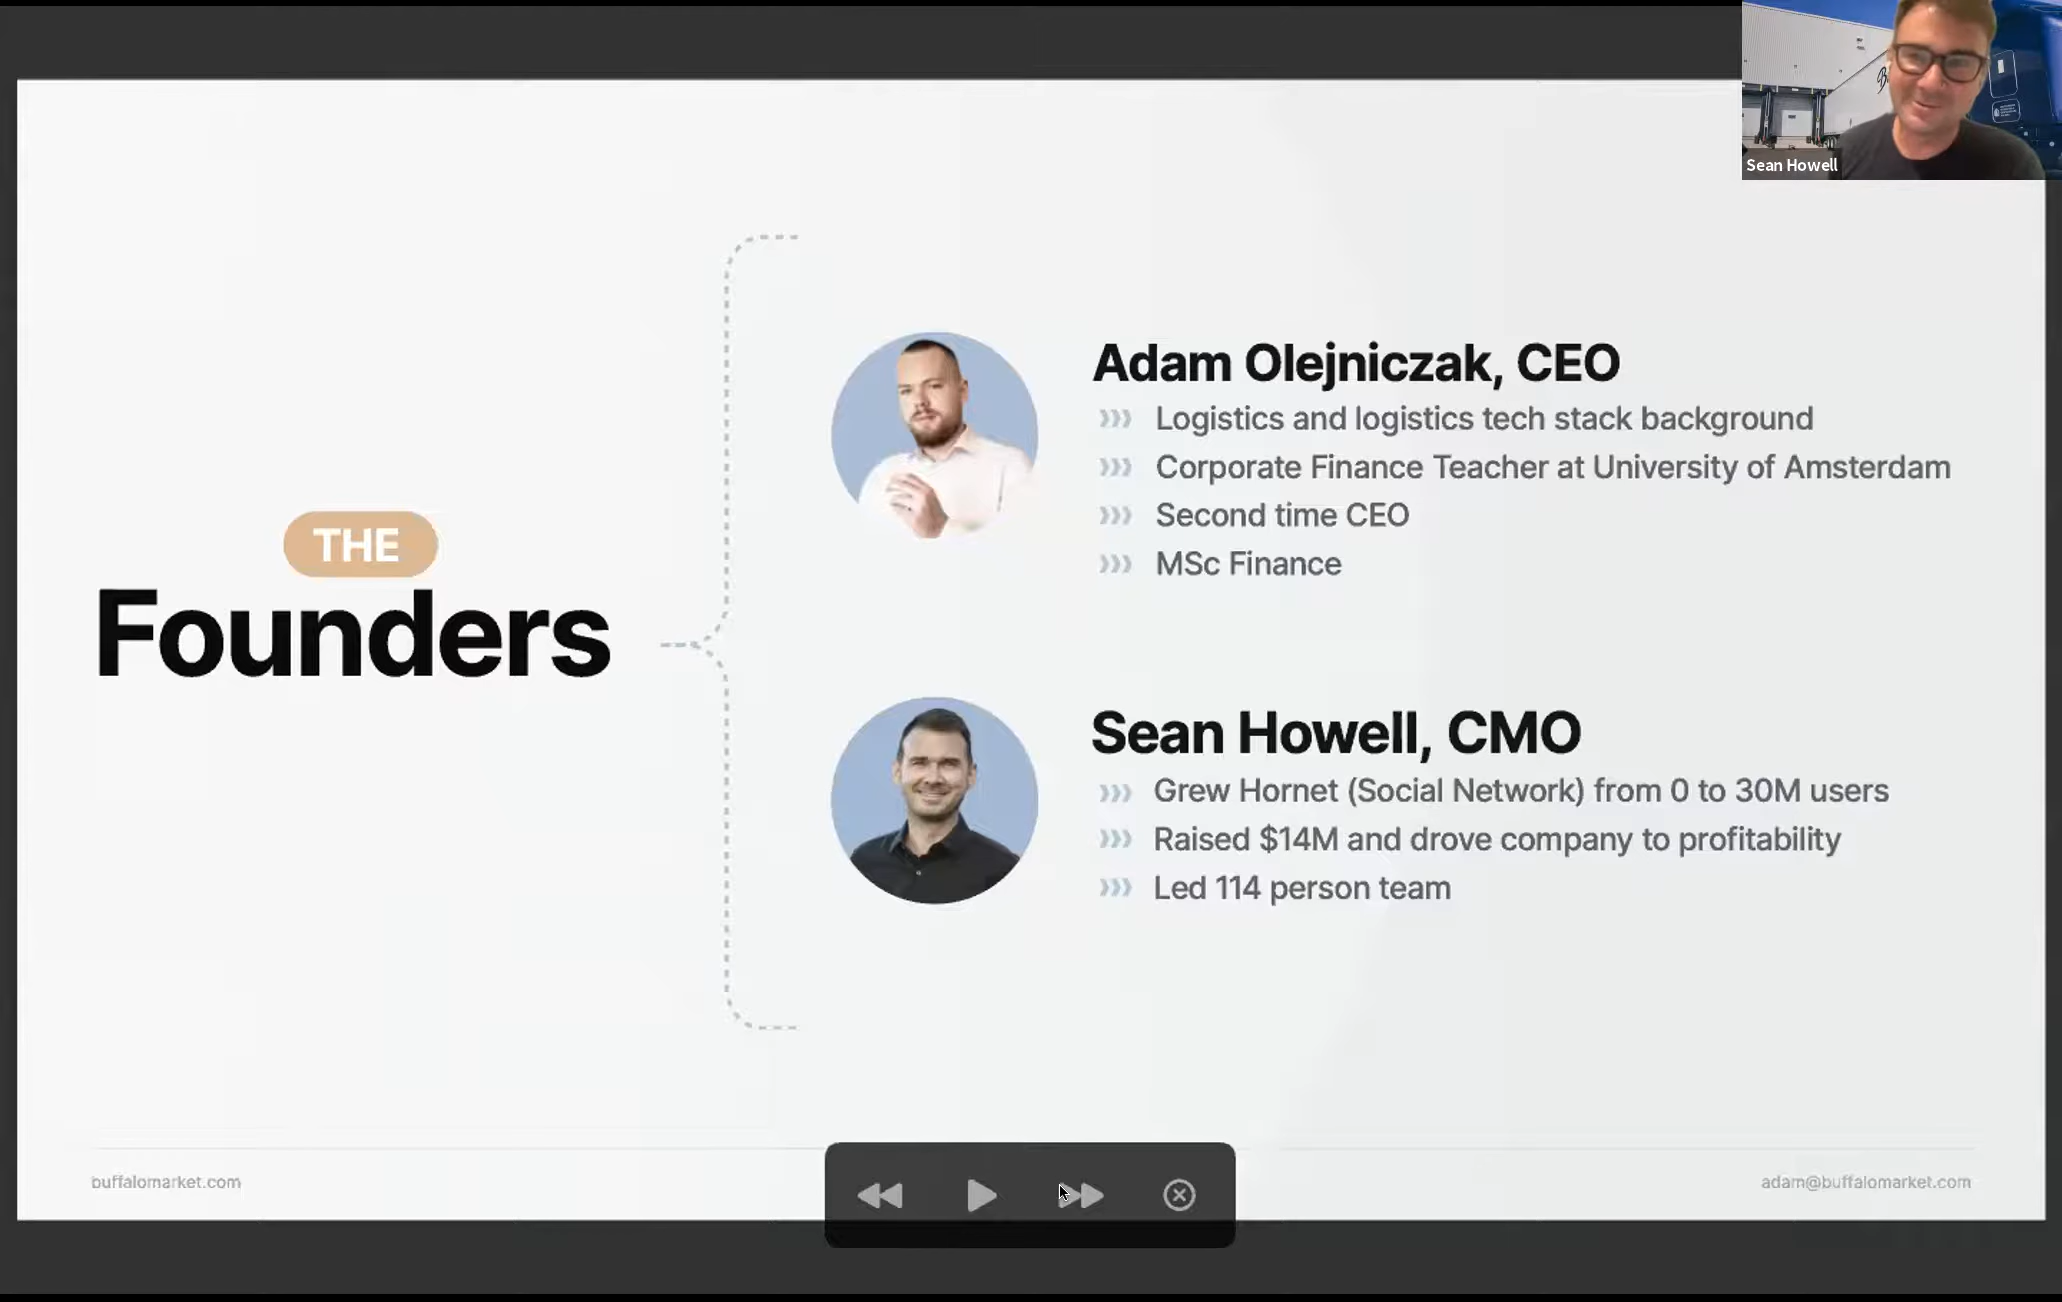 Sean Howell
THE
Founders
Adam Olejniczak, CEO
Logistics and logistics tech stack background
Corporate Finance Teacher at University of Amsterdam
Second time CEO
MSc Finance
Sean Howell, CMO
Grew Hornet (Social Network) from 0 to 30M users
Raised $14M and drove company to profitability
Led 114 person team
buffalomarket.com
adam@buffalomarket.com